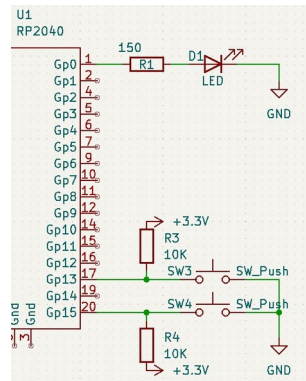 U1
RP2040
Gp0 1
150
R1
D1
LED
GND
Gp1 2
Gp2 4
Gp3 5
Gp4 6
Gp5 7
Gp6 9
Gp7 10
Gp8 11
Gp9 12
Gp10 14
Gp11 15
Gp12 16
Gp13 17
Gp14 19
Gp15 20
Gnd
Gnd
3
+3.3V
R3
10K
SW3 SW_Push
SW4 SW_Push
R4
10K
+3.3V
GND